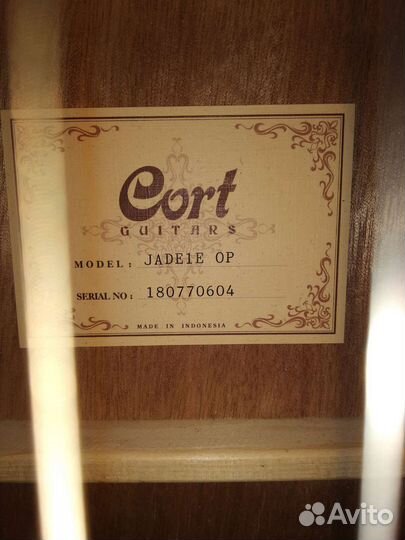 Cort
GUITARS
MODEL: JADE1E OP
SERIAL NO: 180770604
MADE IN INDONESIA
Avito